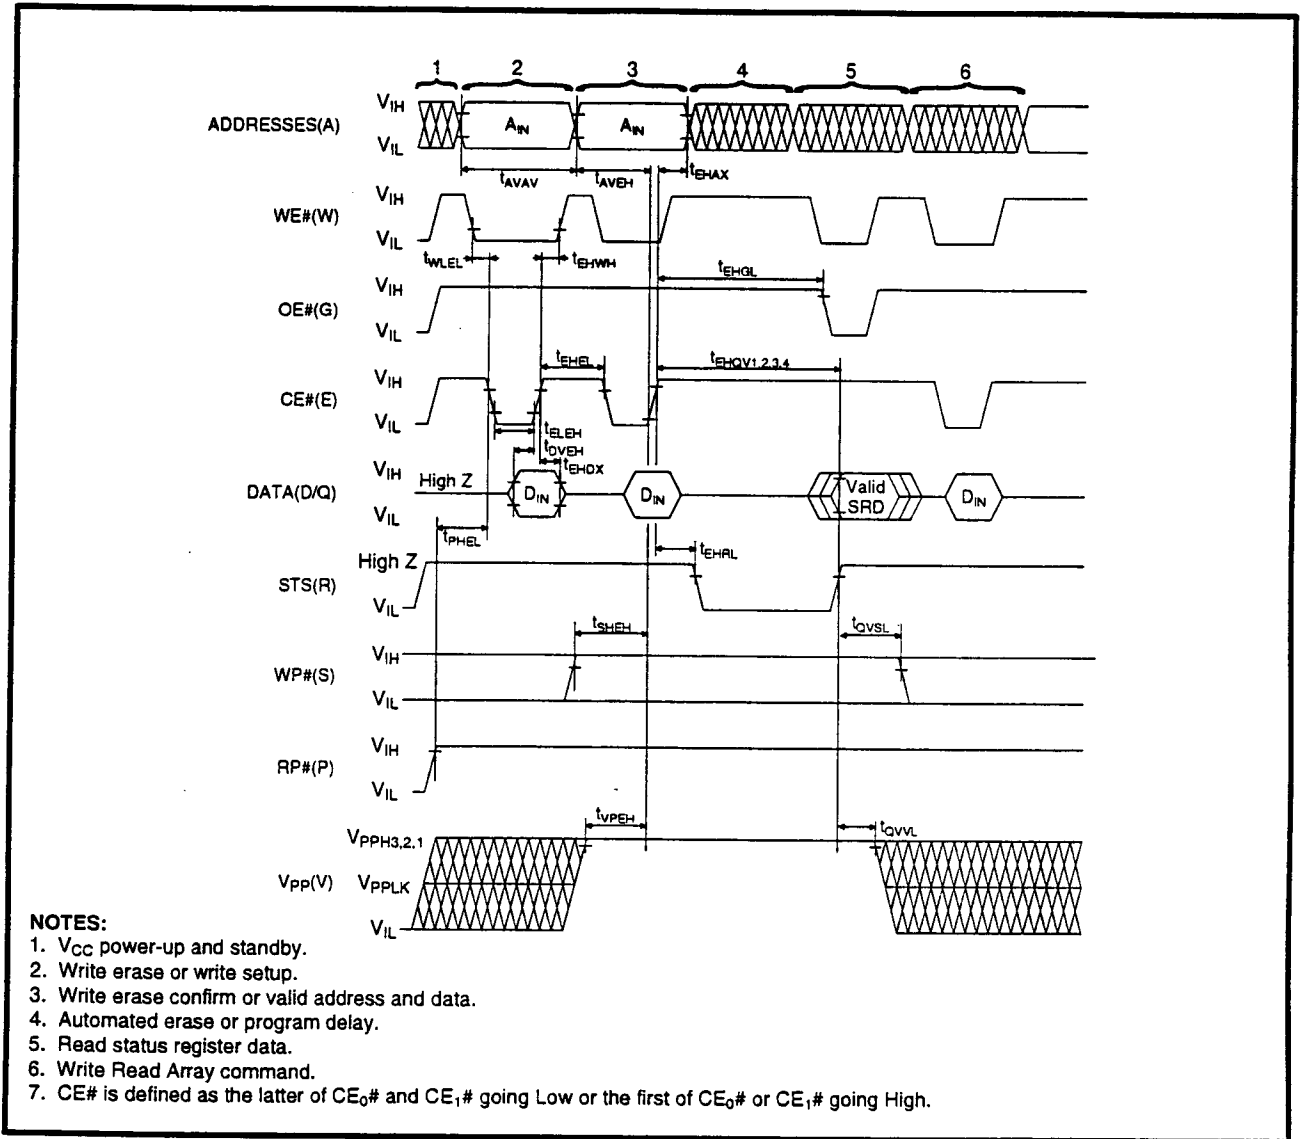 1 2 3 4 5 6
ADDRESSES(A) VIH VIL AIN AIN
tAVAV tAVEH tEHAX
WE#(W) VIH VIL
tWLEL tEHWH
tEHGL
OE#(G) VIH VIL
tEHEL tEHQV1,2,3,4
CE#(E) VIH VIL
tELEH
tDVEH
tEHDX
DATA(D/Q) VIH VIL High Z DIN DIN Valid SRD DIN
tPHEL
tEHRL
STS(R) High Z VIL
tSHEH tQVSL
WP#(S) VIH VIL
RP#(P) VIH VIL
tVPEH tQVVL
VPP(V) VPPH3,2,1 VPPLK VIL
NOTES:
1. VCC power-up and standby.
2. Write erase or write setup.
3. Write erase confirm or valid address and data.
4. Automated erase or program delay.
5. Read status register data.
6. Write Read Array command.
7. CE# is defined as the latter of CE0# and CE1# going Low or the first of CE0# or CE1# going High.